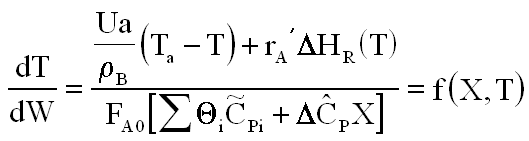 dT/dW = (Ua/ρ_B (T_a − T) + r_A′ΔH_R(T)) / (F_A0[∑ Θ_i C̃_Pi + ΔĈ_P X]) = f(X, T)